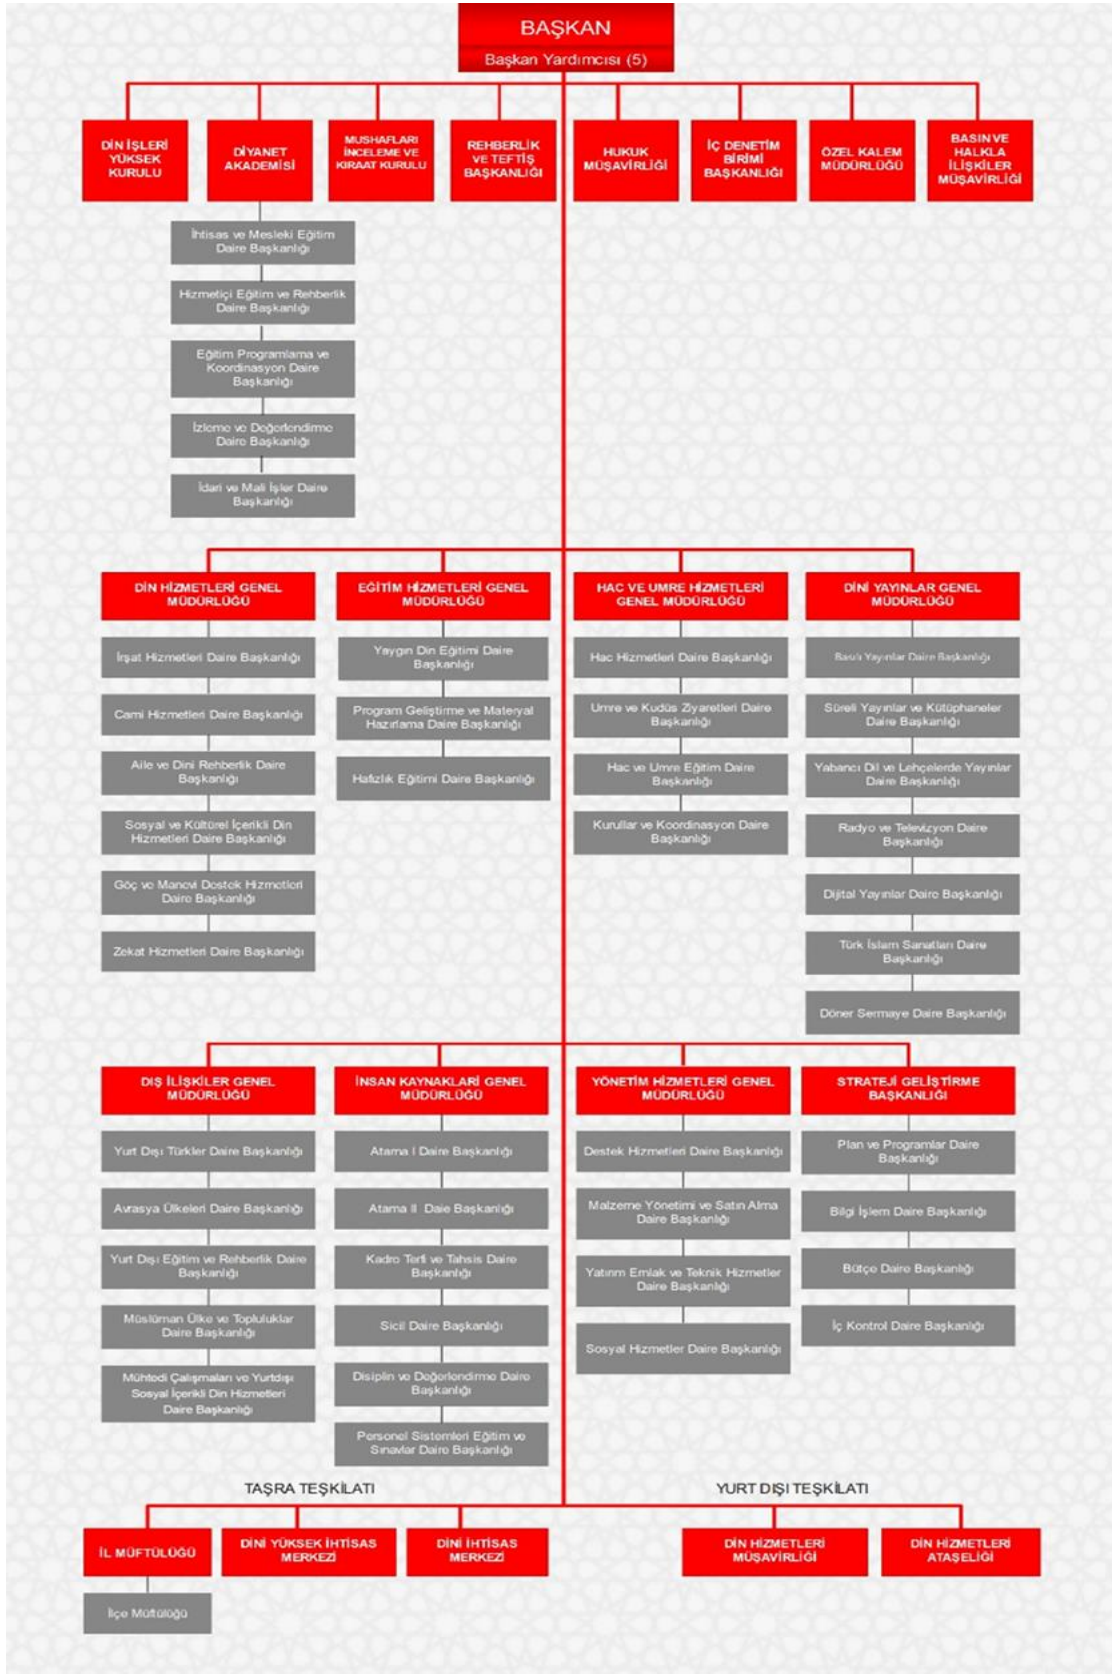 BAŞKAN
Başkan Yardımcısı (5)
DİN İŞLERİ
YÜKSEK
KURULU
DİYANET
AKADEMİSİ
MUSHAFLARI
İNCELEME VE
KIRAAT KURULU
REHBERLİK
VE TEFTİŞ
BAŞKANLIĞI
HUKUK
MÜŞAVİRLİĞİ
İÇ DENETİM
BİRİMİ
BAŞKANLIĞI
ÖZEL KALEM
MÜDÜRLÜĞÜ
BASIN VE
HALKLA
İLİŞKİLER
MÜŞAVİRLİĞİ
İhtisas ve Mesleki Eğitim
Daire Başkanlığı
Hizmetiçi Eğitim ve Rehberlik
Daire Başkanlığı
Eğitim Programlama ve
Koordinasyon Daire
Başkanlığı
İzleme ve Değerlendirme
Daire Başkanlığı
İdari ve Mali İşler Daire
Başkanlığı
DİN HİZMETLERİ GENEL
MÜDÜRLÜĞÜ
İrşat Hizmetleri Daire Başkanlığı
Cami Hizmetleri Daire Başkanlığı
Aile ve Dini Rehberlik Daire
Başkanlığı
Sosyal ve Kültürel İçerikli Din
Hizmetleri Daire Başkanlığı
Göç ve Manevi Destek Hizmetleri
Daire Başkanlığı
Zekat Hizmetleri Daire Başkanlığı
EĞİTİM HİZMETLERİ GENEL
MÜDÜRLÜĞÜ
Yaygın Din Eğitimi Daire
Başkanlığı
Program Geliştirme ve Materyal
Hazırlama Daire Başkanlığı
Hafızlık Eğitimi Daire Başkanlığı
HAC VE UMRE HİZMETLERİ
GENEL MÜDÜRLÜĞÜ
Hac Hizmetleri Daire Başkanlığı
Umre ve Kudüs Ziyaretleri Daire
Başkanlığı
Hac ve Umre Eğitim Daire
Başkanlığı
Kurullar ve Koordinasyon Daire
Başkanlığı
DİNİ YAYINLAR GENEL
MÜDÜRLÜĞÜ
Basılı Yayınlar Daire Başkanlığı
Süreli Yayınlar ve Kütüphaneler
Daire Başkanlığı
Yabancı Dil ve Lehçelerde Yayınlar
Daire Başkanlığı
Radyo ve Televizyon Daire
Başkanlığı
Dijital Yayınlar Daire Başkanlığı
Türk İslam Sanatları Daire
Başkanlığı
Döner Sermaye Daire Başkanlığı
DIŞ İLİŞKİLER GENEL
MÜDÜRLÜĞÜ
Yurt Dışı Türkler Daire Başkanlığı
Avrasya Ülkeleri Daire Başkanlığı
Yurt Dışı Eğitim ve Rehberlik Daire
Başkanlığı
Müslüman Ülke ve Topluluklar
Daire Başkanlığı
Mühtedi Çalışmaları ve Yurtdışı
Sosyal İçerikli Din Hizmetleri
Daire Başkanlığı
İNSAN KAYNAKLARI GENEL
MÜDÜRLÜĞÜ
Atama I Daire Başkanlığı
Atama II Daie Başkanlığı
Kadro Terfi ve Tahsis Daire
Başkanlığı
Sicil Daire Başkanlığı
Disiplin ve Değerlendirme Daire
Başkanlığı
Personel Sistemleri Eğitim ve
Sınavlar Daire Başkanlığı
YÖNETİM HİZMETLERİ GENEL
MÜDÜRLÜĞÜ
Destek Hizmetleri Daire Başkanlığı
Malzeme Yönetimi ve Satın Alma
Daire Başkanlığı
Yatırım Emlak ve Teknik Hizmetler
Daire Başkanlığı
Sosyal Hizmetler Daire Başkanlığı
STRATEJİ GELİŞTİRME
BAŞKANLIĞI
Plan ve Programlar Daire
Başkanlığı
Bilgi İşlem Daire Başkanlığı
Bütçe Daire Başkanlığı
İç Kontrol Daire Başkanlığı
TAŞRA TEŞKİLATI
İL MÜFTÜLÜĞÜ
İlçe Müftülüğü
DİNİ YÜKSEK İHTİSAS
MERKEZİ
DİNİ İHTİSAS
MERKEZİ
YURT DIŞI TEŞKİLATI
DİN HİZMETLERİ
MÜŞAVİRLİĞİ
DİN HİZMETLERİ
ATAŞELİĞİ